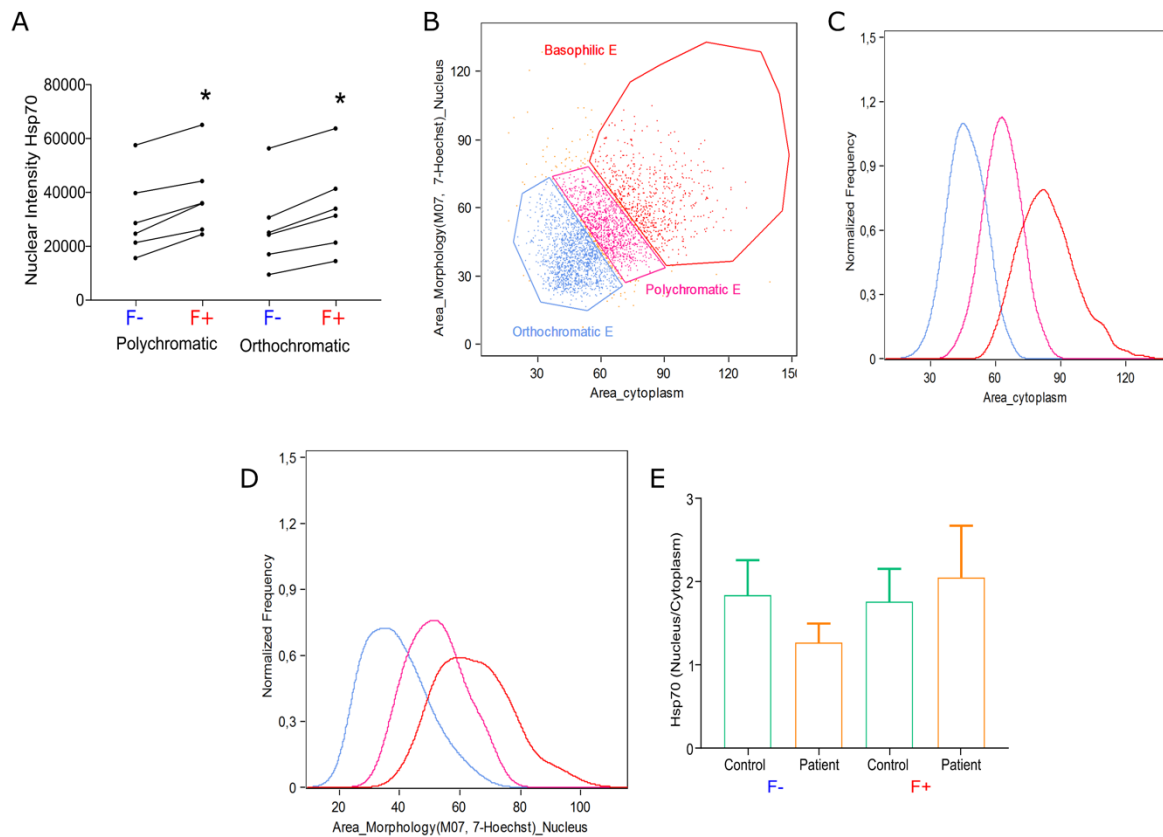 A
Nuclear Intensity Hsp70
80000
60000
40000
20000
0
*
*
F- F+ F- F+
Polychromatic Orthochromatic
B
Area_Morphology(M07, 7-Hoechst)_Nucleus
120
90
60
30
0
Basophilic E
Polychromatic E
Orthochromatic E
30 60 90 120 150
Area_cytoplasm
C
Normalized Frequency
1,5
1,2
0,9
0,6
0,3
0
30 60 90 120
Area_cytoplasm
D
Normalized Frequency
1,5
1,2
0,9
0,6
0,3
0
20 40 60 80 100
Area_Morphology(M07, 7-Hoechst)_Nucleus
E
Hsp70 (Nucleus/Cytoplasm)
3
2
1
0
Control Patient Control Patient
F- F+